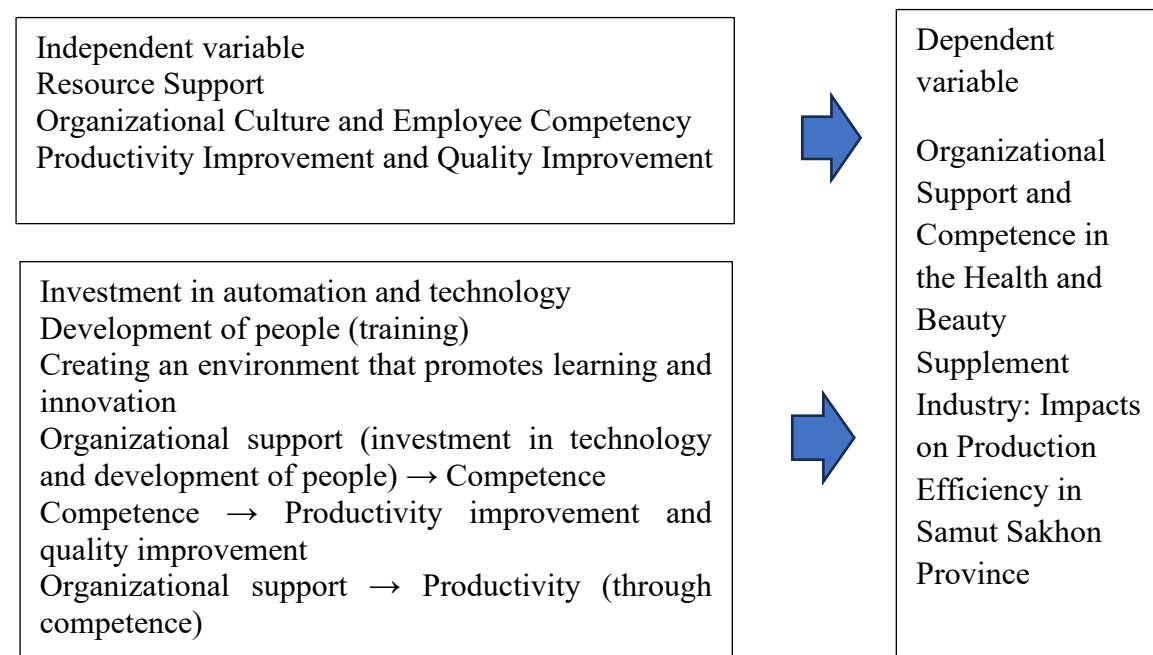 Independent variable
Resource Support
Organizational Culture and Employee Competency
Productivity Improvement and Quality Improvement
Investment in automation and technology
Development of people (training)
Creating an environment that promotes learning and
innovation
Organizational support (investment in technology
and development of people) → Competence
Competence → Productivity improvement and
quality improvement
Organizational support → Productivity (through
competence)
Dependent
variable
Organizational
Support and
Competence in
the Health and
Beauty
Supplement
Industry: Impacts
on Production
Efficiency in
Samut Sakhon
Province